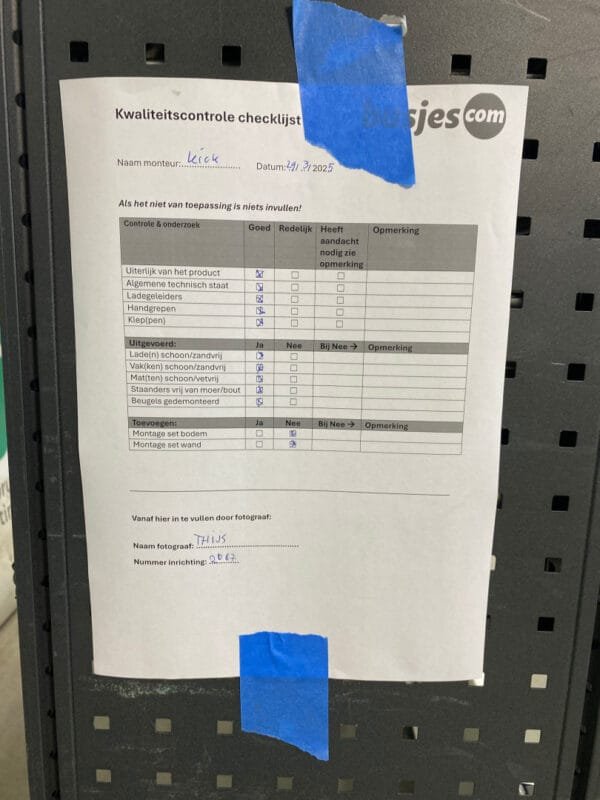 Kwaliteitscontrole checklist
busjes com
Naam monteur: Kick Datum: 29/3/2025
Als het niet van toepassing is niets invullen!
Controle & onderzoek Goed Redelijk Heeft aandacht nodig zie opmerking Opmerking
Uiterlijk van het product
Algemene technisch staat
Ladegeleiders
Handgrepen
Klep(pen)
Uitgevoerd: Ja Nee Bij Nee → Opmerking
Lade(n) schoon/zandvrij
Vak(ken) schoon/zandvrij
Mat(ten) schoon/vetvrij
Staanders vrij van moer/bout
Beugels gedemonteerd
Toevoegen: Ja Nee Bij Nee → Opmerking
Montage set bodem
Montage set wand
Vanaf hier in te vullen door fotograaf:
Naam fotograaf: THIJS
Nummer inrichting: